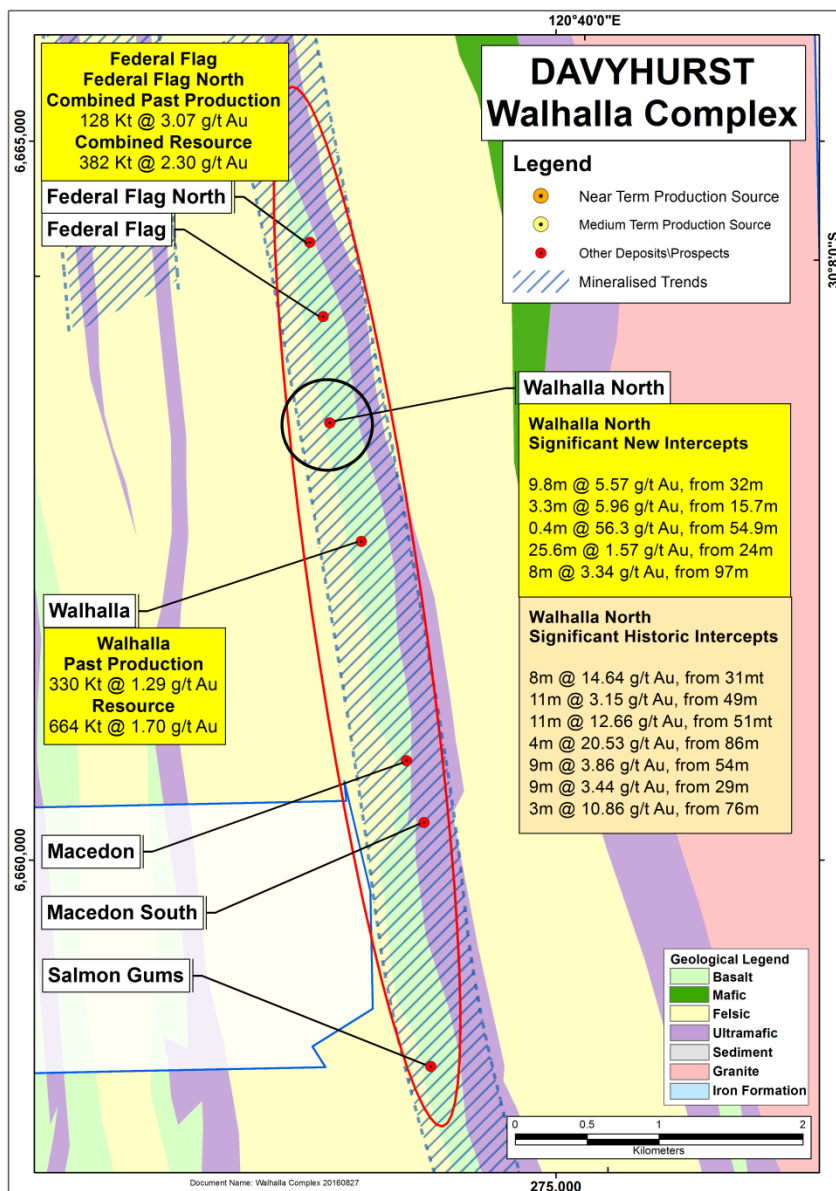 120°40'0"E
Federal Flag
Federal Flag North
Combined Past Production
128 Kt @ 3.07 g/t Au
Combined Resource
382 Kt @ 2.30 g/t Au
DAVYHURST
Walhalla Complex
6,665,000
Legend
Near Term Production Source
Medium Term Production Source
Other Deposits\Prospects
Mineralised Trends
30°8'0"S
Federal Flag North
Federal Flag
Walhalla North
Walhalla North
Significant New Intercepts
9.8m @ 5.57 g/t Au, from 32m
3.3m @ 5.96 g/t Au, from 15.7m
0.4m @ 56.3 g/t Au, from 54.9m
25.6m @ 1.57 g/t Au, from 24m
8m @ 3.34 g/t Au, from 97m
Walhalla North
Significant Historic Intercepts
8m @ 14.64 g/t Au, from 31mt
11m @ 3.15 g/t Au, from 49m
11m @ 12.66 g/t Au, from 51mt
4m @ 20.53 g/t Au, from 86m
9m @ 3.86 g/t Au, from 54m
9m @ 3.44 g/t Au, from 29m
3m @ 10.86 g/t Au, from 76m
Walhalla
Walhalla
Past Production
330 Kt @ 1.29 g/t Au
Resource
664 Kt @ 1.70 g/t Au
Macedon
6,660,000
Macedon South
Salmon Gums
Geological Legend
Basalt
Mafic
Felsic
Ultramafic
Sediment
Granite
Iron Formation
0 0.5 1 2
Kilometers
Document Name: Walhalla Complex 20160827
275,000